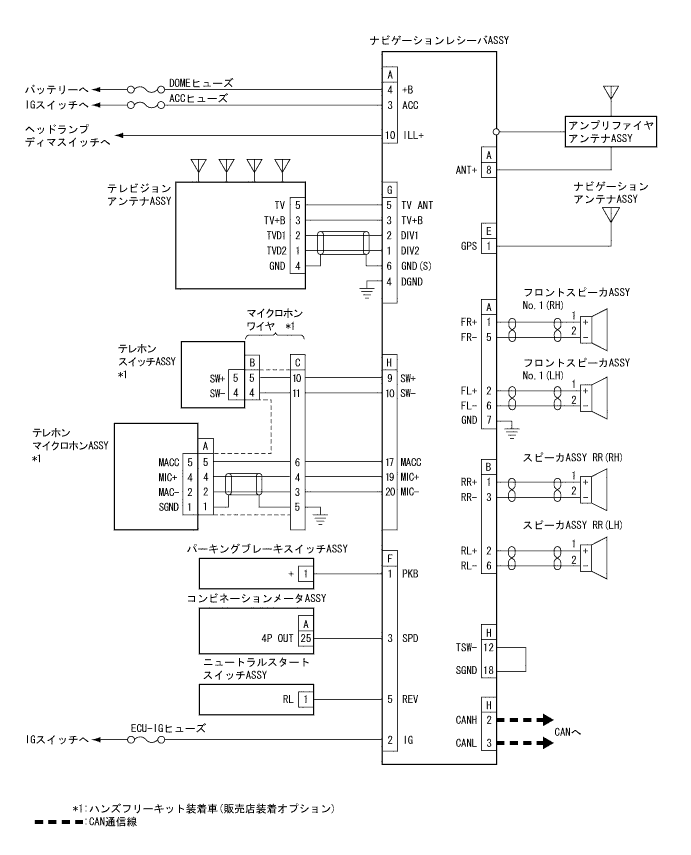 ナビゲーションレシーバASSY
A
バッテリーへ DOMEヒューズ 4 +B
IGスイッチへ ACCヒューズ 3 ACC
ヘッドランプ
ディマスイッチへ 10 ILL+
アンプリファイヤ
アンテナASSY
A
ANT+ 8
テレビジョン
アンテナASSY
G
TV 5 5 TV ANT
TV+B 3 3 TV+B
TVD1 2 2 DIV1
TVD2 1 1 DIV2
GND 4 6 GND(S)
4 DGND
ナビゲーション
アンテナASSY
E
GPS 1
フロントスピーカASSY
No.1(RH)
A
FR+ 1 1 +
FR- 5 2 -
マイクロホン
ワイヤ *1
テレホン
スイッチASSY
*1
B C H
SW+ 5 5 10 9 SW+
SW- 4 4 11 10 SW-
フロントスピーカASSY
No.1(LH)
FL+ 2 1 +
FL- 6 2 -
GND 7
テレホン
マイクロホンASSY
*1
A
MACC 5 5 6 17 MACC
MIC+ 4 4 4 19 MIC+
MAC- 2 2 3 20 MIC-
SGND 1 1 5
スピーカASSY RR(RH)
B
RR+ 1 1 +
RR- 3 2 -
スピーカASSY RR(LH)
RL+ 2 1 +
RL- 6 2 -
パーキングブレーキスイッチASSY
F
+ 1 1 PKB
コンビネーションメータASSY
A
4P OUT 25 3 SPD
ニュートラルスタート
スイッチASSY
RL 1 5 REV
H
TSW- 12
SGND 18
H
CANH 2
CANL 3
CANへ
IGスイッチへ ECU-IGヒューズ 2 IG
*1:ハンズフリーキット装着車(販売店装着オプション)
:CAN通信線